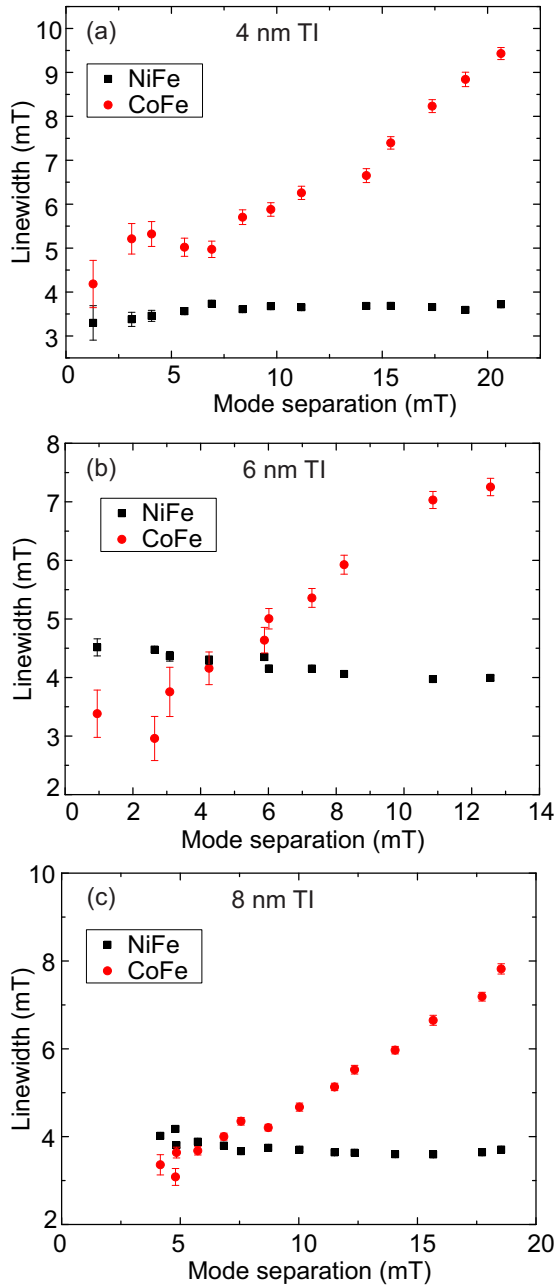 (a) 4 nm TI
NiFe
CoFe
Linewidth (mT)
10
9
8
7
6
5
4
3
0 5 10 15 20
Mode separation (mT)
(b) 6 nm TI
NiFe
CoFe
Linewidth (mT)
8
7
6
5
4
3
2
0 2 4 6 8 10 12 14
Mode separation (mT)
(c) 8 nm TI
NiFe
CoFe
Linewidth (mT)
10
8
6
4
2
0 5 10 15 20
Mode separation (mT)